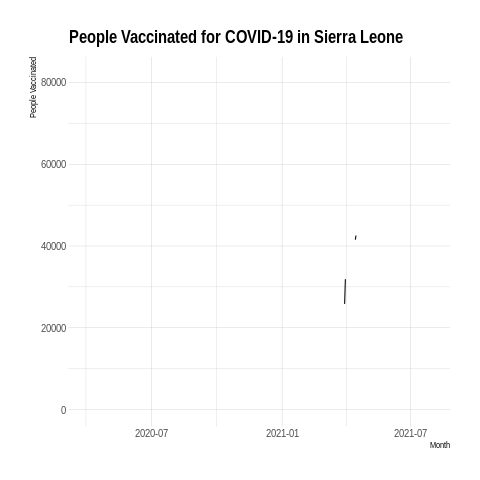 People Vaccinated for COVID-19 in Sierra Leone
People Vaccinated
80000
60000
40000
20000
0
2020-07
2021-01
2021-07
Month